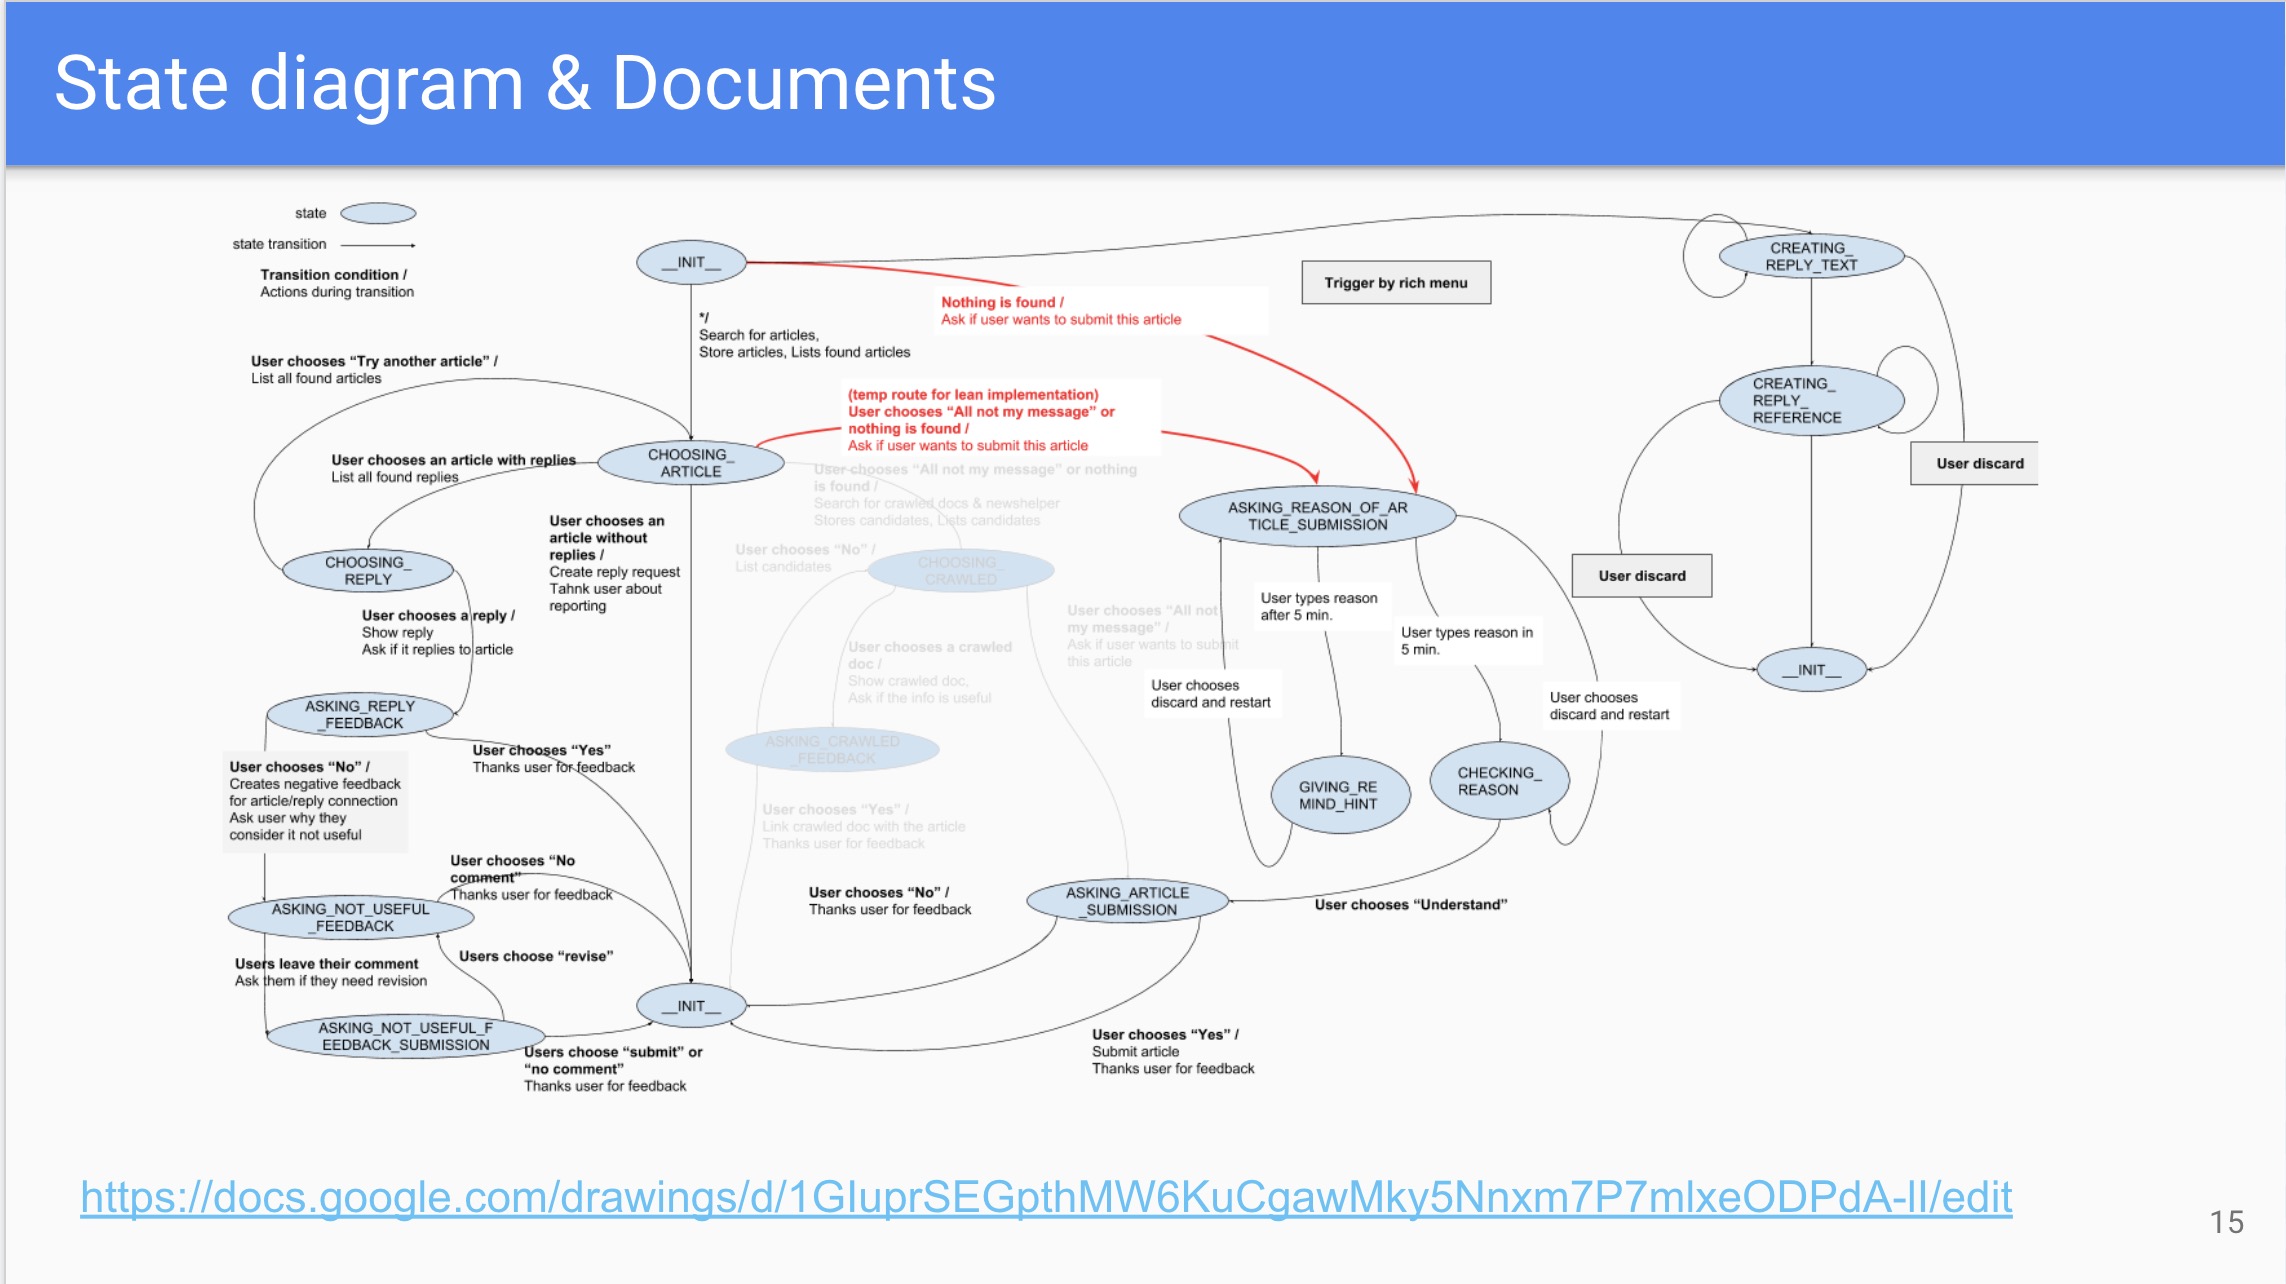 State diagram & Documents
state
state transition
Transition condition /
Actions during transition
__INIT__
*/
Search for articles,
Store articles, Lists found articles
Nothing is found /
Ask if user wants to submit this article
Trigger by rich menu
CREATING_
REPLY_TEXT
User chooses “Try another article” /
List all found articles
(temp route for lean implementation)
User chooses “All not my message” or
nothing is found /
Ask if user wants to submit this article
CREATING_
REPLY_
REFERENCE
User chooses an article with replies
List all found replies
CHOOSING_
ARTICLE
User chooses “All not my message” or nothing
is found /
Search for crawled docs & newshelper
Stores candidates, Lists candidates
User discard
ASKING_REASON_OF_AR
TICLE_SUBMISSION
User chooses an
article without
replies /
Create reply request
Tahnk user about
reporting
User chooses “No” /
List candidates
CHOOSING_
CRAWLED
CHOOSING_
REPLY
User discard
User types reason
after 5 min.
User types reason in
5 min.
User chooses a reply /
Show reply
Ask if it replies to article
User chooses “All not
my message” /
Ask if user wants to submit
this article
User chooses a crawled
doc /
Show crawled doc,
Ask if the info is useful
__INIT__
User chooses
discard and restart
User chooses
discard and restart
ASKING_REPLY
_FEEDBACK
ASKING_CRAWLED
_FEEDBACK
User chooses “Yes”
Thanks user for feedback
User chooses “No” /
Creates negative feedback
for article/reply connection
Ask user why they
consider it not useful
GIVING_RE
MIND_HINT
CHECKING_
REASON
User chooses “Yes” /
Link crawled doc with the article
Thanks user for feedback
User chooses “No
comment”
Thanks user for feedback
User chooses “No” /
Thanks user for feedback
ASKING_ARTICLE
_SUBMISSION
User chooses “Understand”
ASKING_NOT_USEFUL
_FEEDBACK
Users leave their comment
Ask them if they need revision
Users choose “revise”
__INIT__
ASKING_NOT_USEFUL_F
EEDBACK_SUBMISSION
Users choose “submit” or
“no comment”
Thanks user for feedback
User chooses “Yes” /
Submit article
Thanks user for feedback
https://docs.google.com/drawings/d/1GIuprSEGpthMW6KuCgawMky5Nnxm7P7mlxeODPdA-lI/edit
15